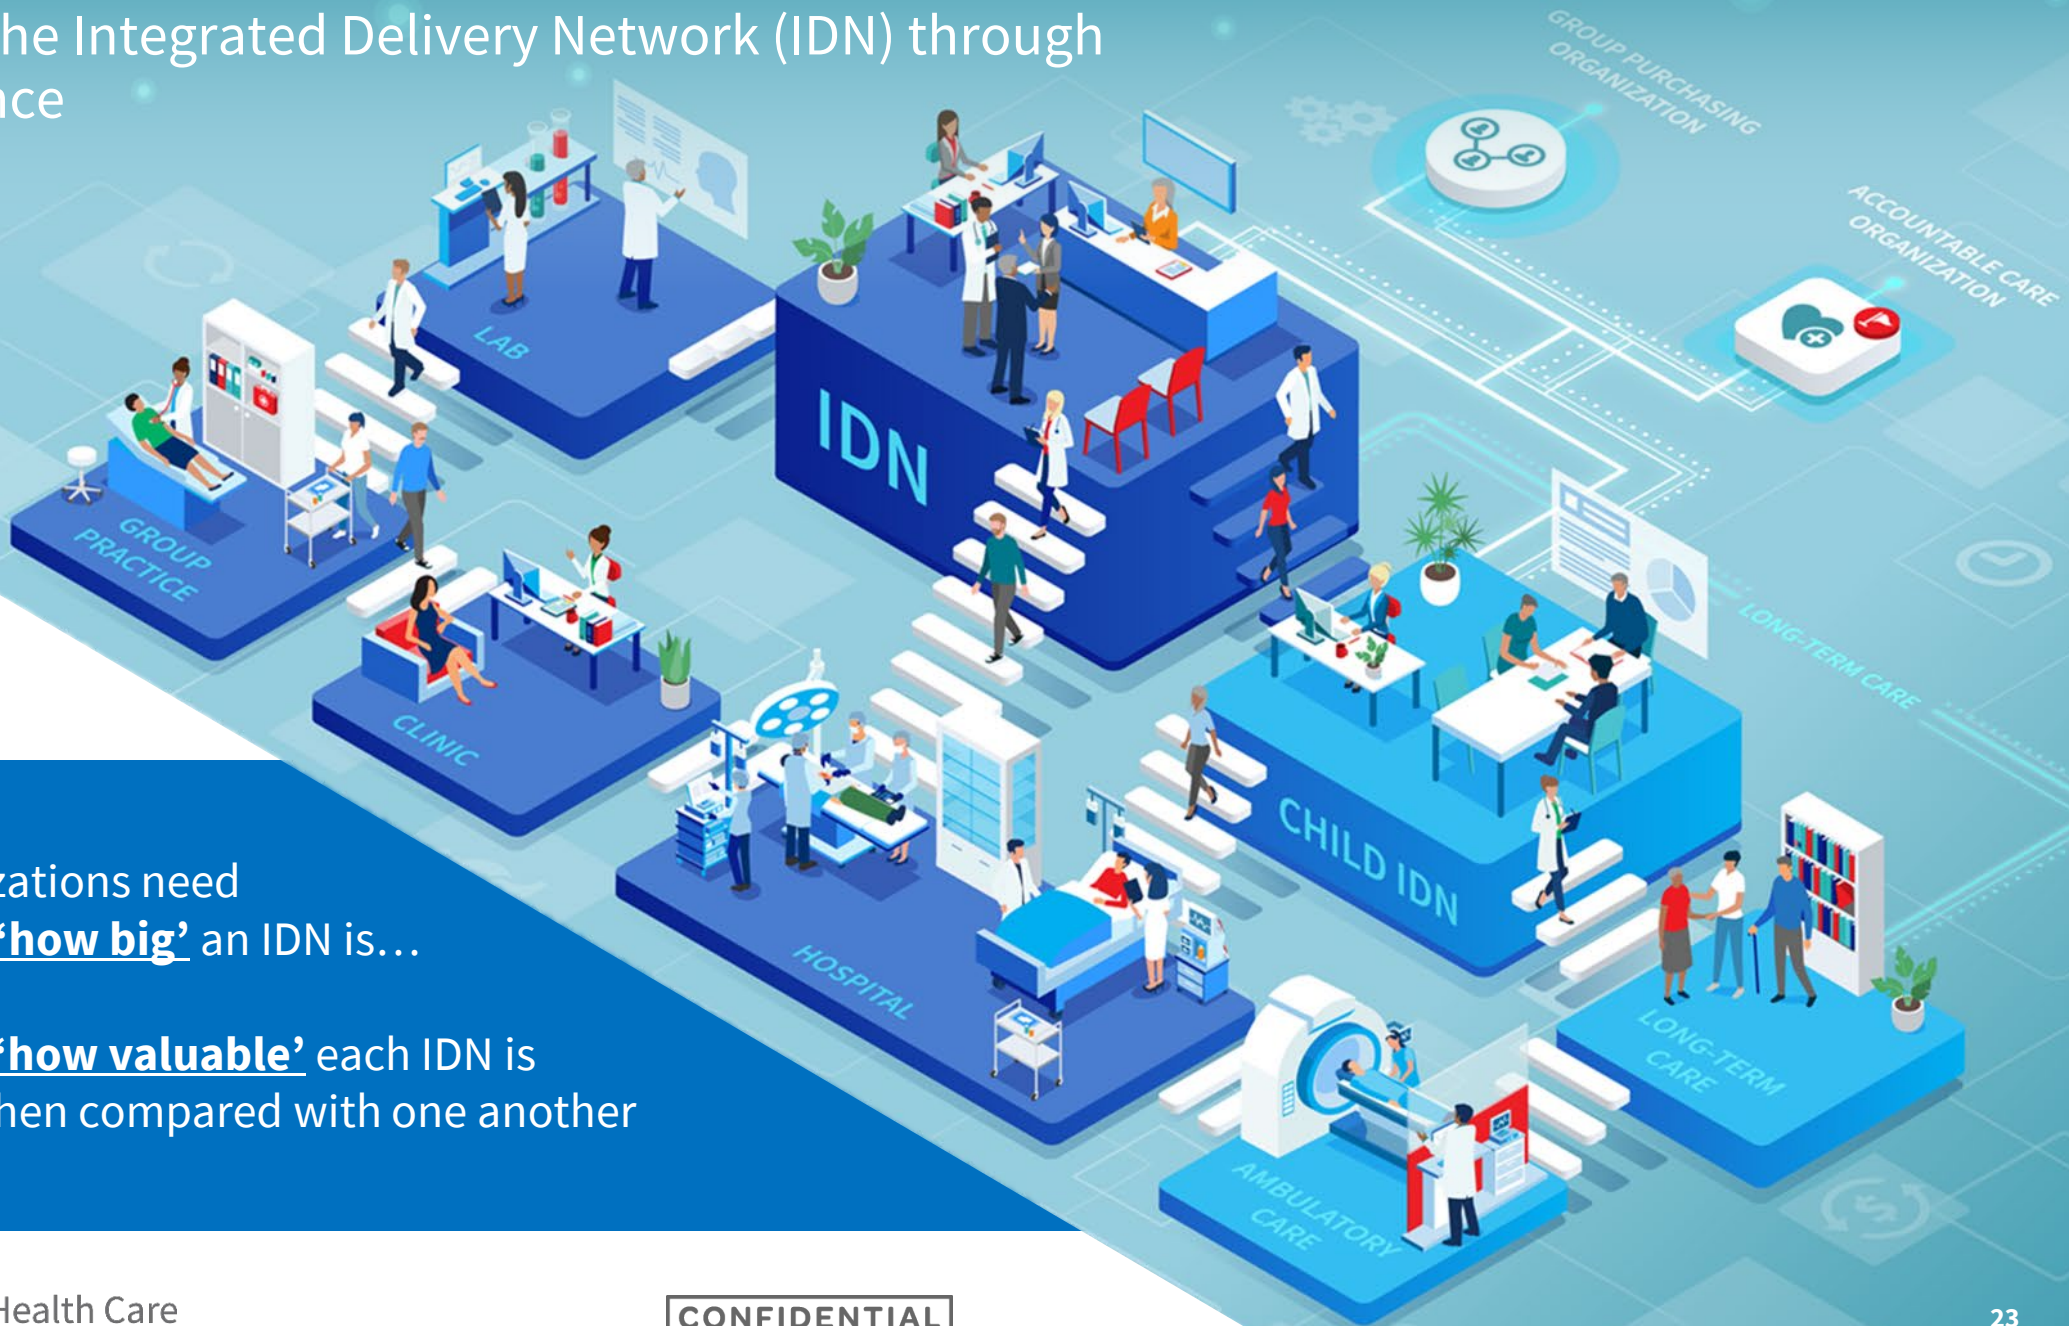 he Integrated Delivery Network (IDN) through
nce
GROUP PURCHASING
ORGANIZATION
ACCOUNTABLE CARE
ORGANIZATION
LAB
IDN
GROUP
PRACTICE
LONG-TERM CARE
CLINIC
CHILD IDN
HOSPITAL
LONG-TERM
CARE
AMBULATORY
CARE
zations need
‘how big’ an IDN is...
‘how valuable’ each IDN is
hen compared with one another
Health Care
CONFIDENTIAL
23